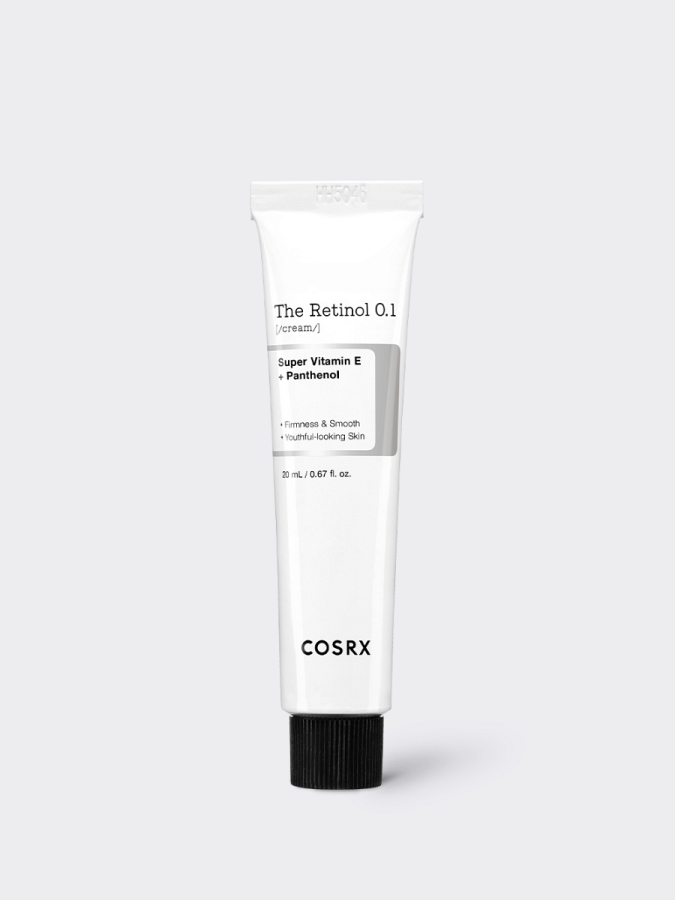 HH5046
The Retinol 0.1
[/cream/]
Super Vitamin E
+ Panthenol
• Firmness & Smooth
• Youthful-looking Skin
20 mL / 0.67 fl. oz.
COSRX